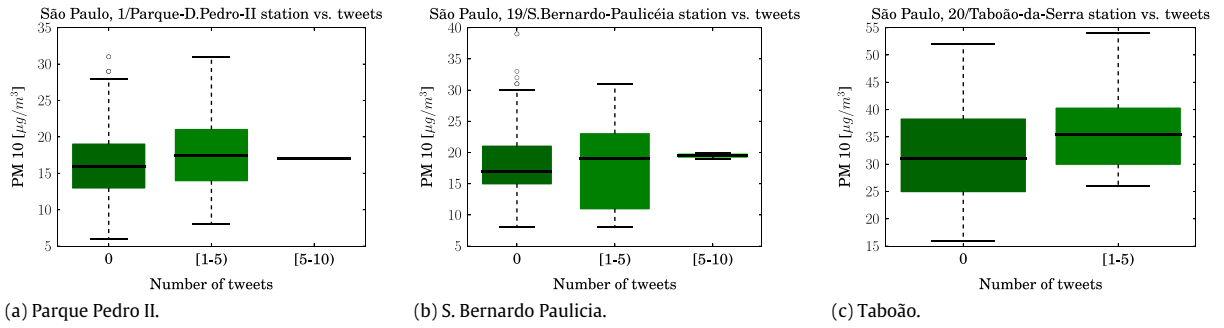 São Paulo, 1/Parque-D.Pedro-II station vs. tweets
35
30
25
20
15
10
5
PM 10 [μg/m³]
0
[1-5)
[5-10)
Number of tweets
(a) Parque Pedro II.
São Paulo, 19/S.Bernardo-Paulicéia station vs. tweets
40
35
30
25
20
15
10
5
PM 10 [μg/m³]
0
[1-5)
[5-10)
Number of tweets
(b) S. Bernardo Paulicia.
São Paulo, 20/Taboão-da-Serra station vs. tweets
55
50
45
40
35
30
25
20
15
PM 10 [μg/m³]
0
[1-5)
Number of tweets
(c) Taboão.